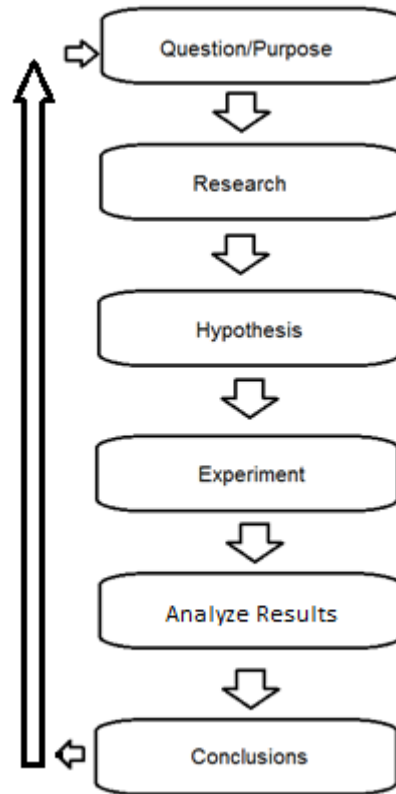 Question/Purpose
Research
Hypothesis
Experiment
Analyze Results
Conclusions